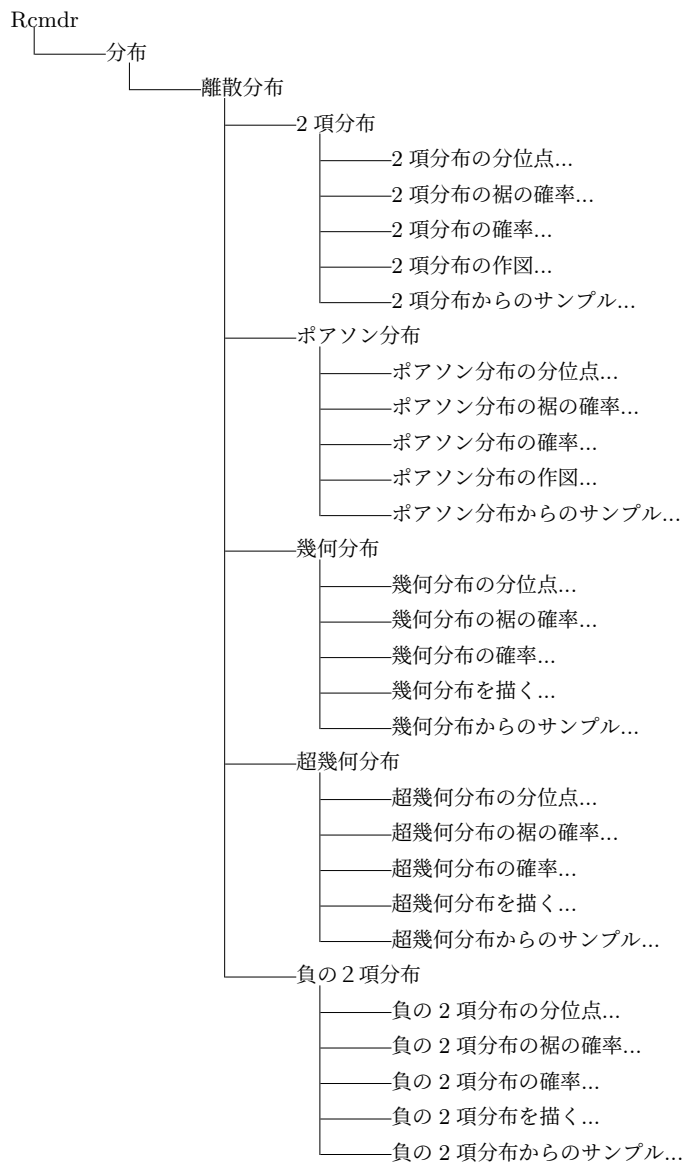 Rcmdr
分布
離散分布
2 項分布
2 項分布の分位点...
2 項分布の裾の確率...
2 項分布の確率...
2 項分布の作図...
2 項分布からのサンプル...
ポアソン分布
ポアソン分布の分位点...
ポアソン分布の裾の確率...
ポアソン分布の確率...
ポアソン分布の作図...
ポアソン分布からのサンプル...
幾何分布
幾何分布の分位点...
幾何分布の裾の確率...
幾何分布の確率...
幾何分布を描く...
幾何分布からのサンプル...
超幾何分布
超幾何分布の分位点...
超幾何分布の裾の確率...
超幾何分布の確率...
超幾何分布を描く...
超幾何分布からのサンプル...
負の２項分布
負の 2 項分布の分位点...
負の 2 項分布の裾の確率...
負の 2 項分布の確率...
負の 2 項分布を描く...
負の 2 項分布からのサンプル...